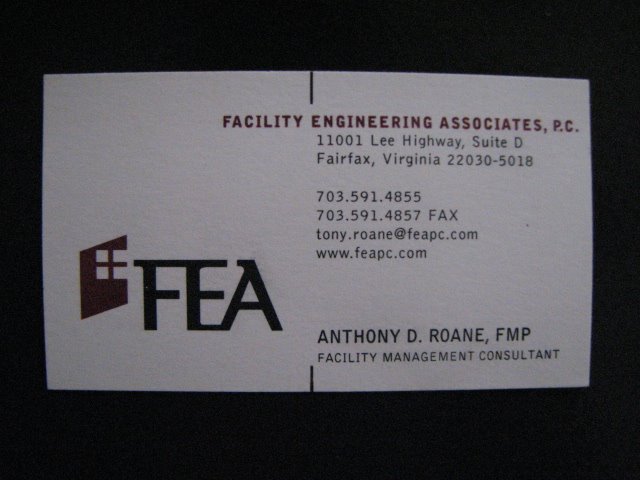 FACILITY ENGINEERING ASSOCIATES, P.C.
11001 Lee Highway, Suite D
Fairfax, Virginia 22030-5018
703.591.4855
703.591.4857 FAX
tony.roane@feapc.com
www.feapc.com
FEA
ANTHONY D. ROANE, FMP
FACILITY MANAGEMENT CONSULTANT